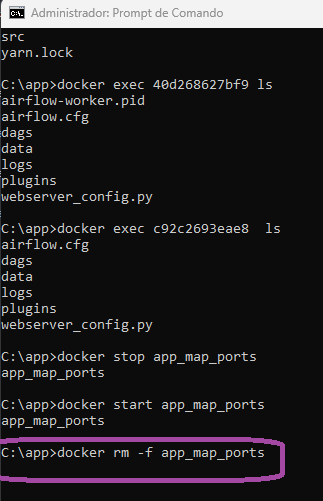 Administrador: Prompt de Comando
src
yarn.lock
C:\app>docker exec 40d268627bf9 ls
airflow-worker.pid
airflow.cfg
dags
data
logs
plugins
webserver_config.py
C:\app>docker exec c92c2693eae8  ls
airflow.cfg
dags
data
logs
plugins
webserver_config.py
C:\app>docker stop app_map_ports
app_map_ports
C:\app>docker start app_map_ports
app_map_ports
C:\app>docker rm -f app_map_ports